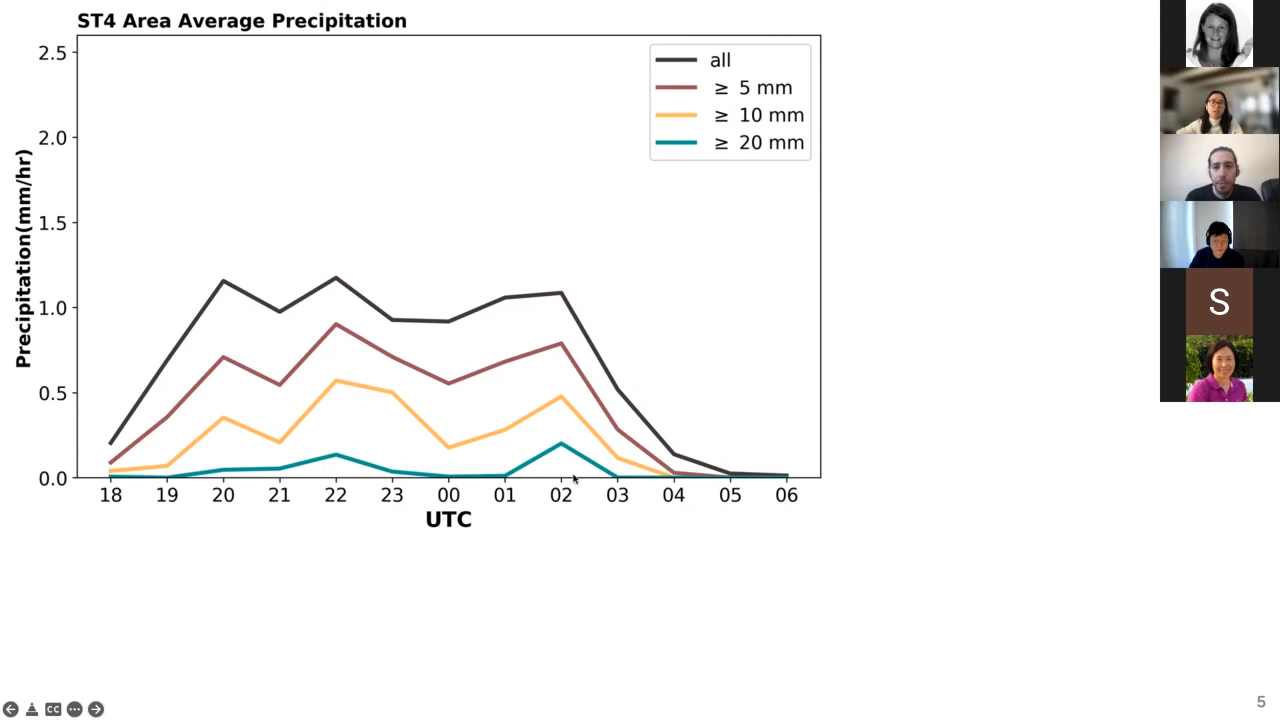 ST4 Area Average Precipitation
2.5
2.0
1.5
1.0
0.5
0.0
Precipitation(mm/hr)
all
≥ 5 mm
≥ 10 mm
≥ 20 mm
18 19 20 21 22 23 00 01 02 03 04 05 06
UTC
S
CC
5